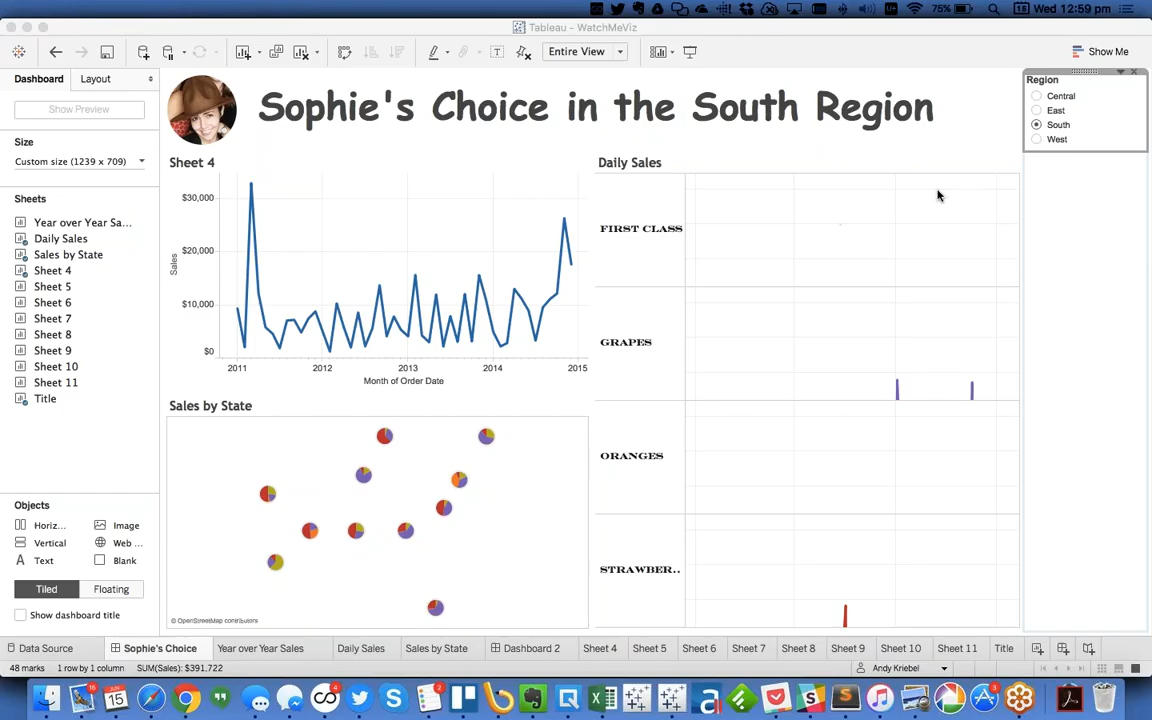 75%
Wed 12:59 pm
Tableau - WatchMeViz
Entire View
Show Me
Dashboard
Layout
Show Preview
Size
Custom size (1239 x 709)
Sheets
Year over Year Sa...
Daily Sales
Sales by State
Sheet 4
Sheet 5
Sheet 6
Sheet 7
Sheet 8
Sheet 9
Sheet 10
Sheet 11
Title
Objects
Horiz...
Image
Vertical
Web ...
Text
Blank
Tiled
Floating
Show dashboard title
Sophie's Choice in the South Region
Sheet 4
$30,000
$20,000
$10,000
$0
Sales
2011
2012
2013
2014
2015
Month of Order Date
Sales by State
© OpenStreetMap contributors
Daily Sales
FIRST CLASS
GRAPES
ORANGES
STRAWBER..
Region
Central
East
South
West
Data Source
Sophie's Choice
Year over Year Sales
Daily Sales
Sales by State
Dashboard 2
Sheet 4
Sheet 5
Sheet 6
Sheet 7
Sheet 8
Sheet 9
Sheet 10
Sheet 11
Title
48 marks
1 row by 1 column
SUM(Sales): $391,722
Andy Kriebel